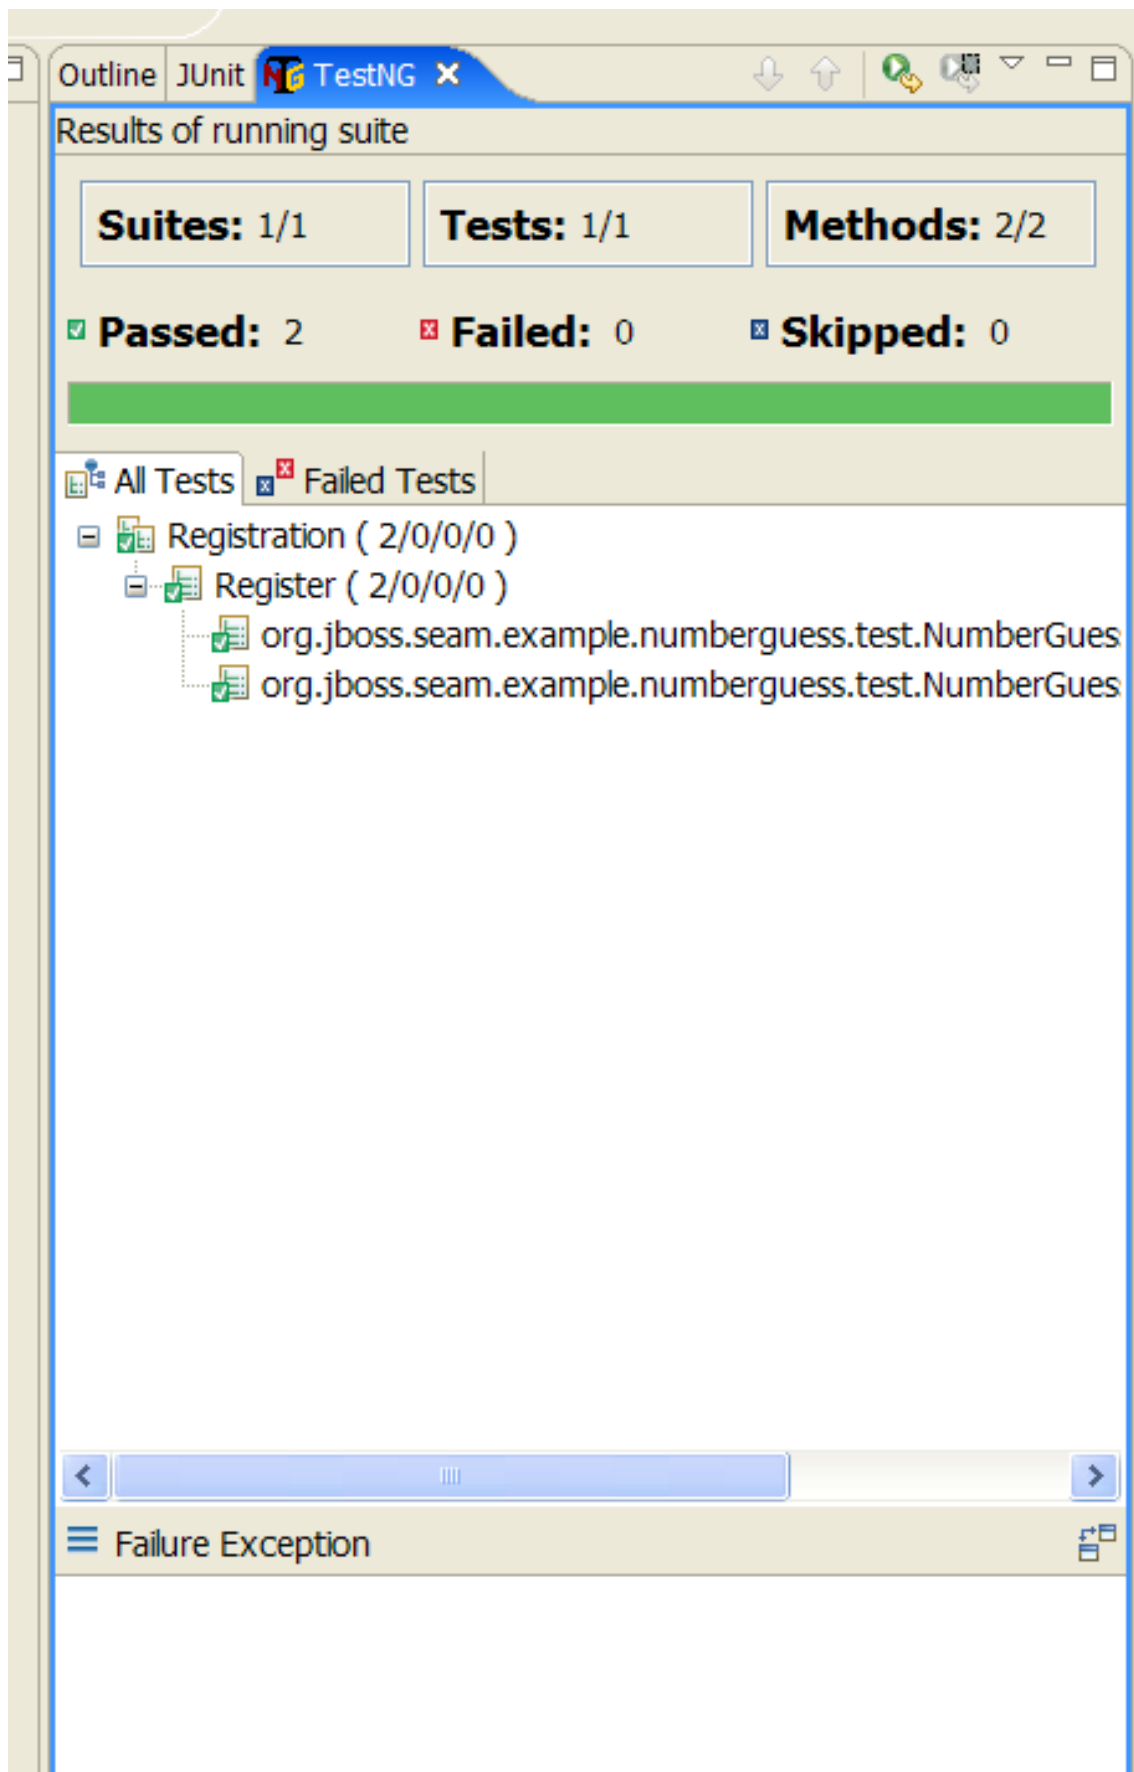 Outline JUnit TestNG
Results of running suite
Suites: 1/1 Tests: 1/1 Methods: 2/2
Passed: 2 Failed: 0 Skipped: 0
All Tests Failed Tests
Registration ( 2/0/0/0 )
Register ( 2/0/0/0 )
org.jboss.seam.example.numberguess.test.NumberGues
org.jboss.seam.example.numberguess.test.NumberGues
Failure Exception